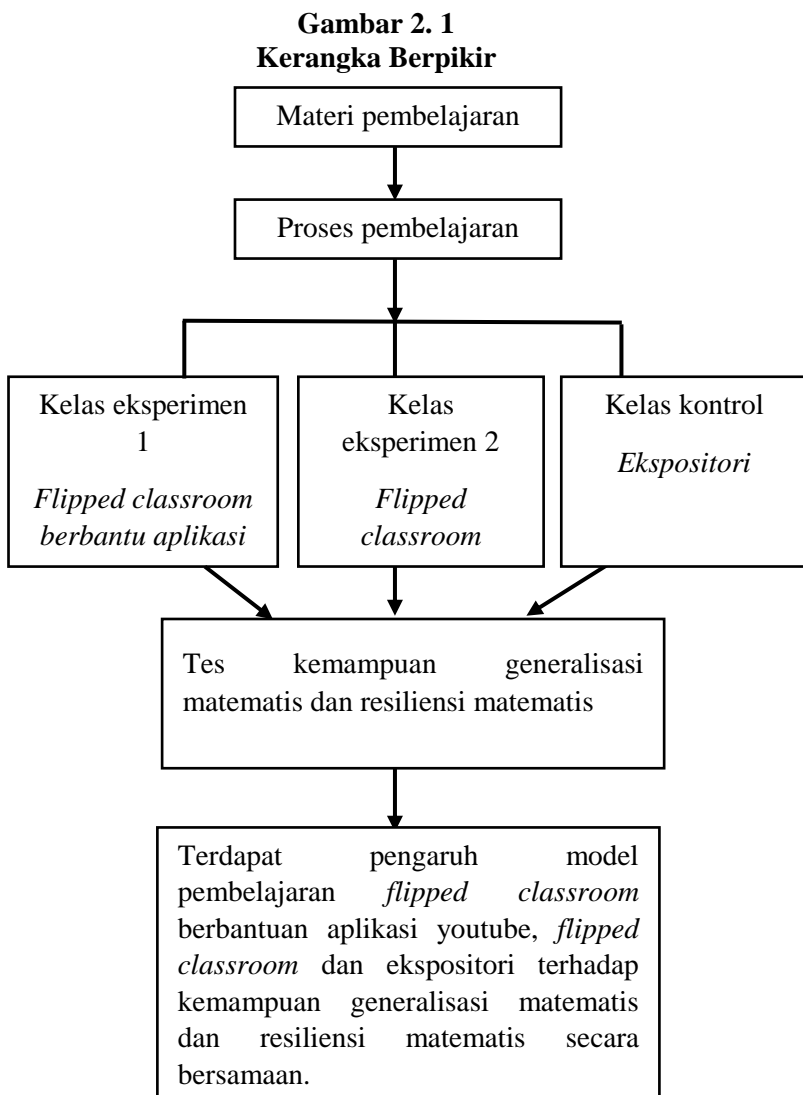 Gambar 2. 1
Kerangka Berpikir
Materi pembelajaran
Proses pembelajaran
Kelas eksperimen
1
Flipped classroom
berbantu aplikasi
Kelas
eksperimen 2
Flipped
classroom
Kelas kontrol
Ekspositori
Tes kemampuan generalisasi
matematis dan resiliensi matematis
Terdapat pengaruh model
pembelajaran flipped classroom
berbantuan aplikasi youtube, flipped
classroom dan ekspositori terhadap
kemampuan generalisasi matematis
dan resiliensi matematis secara
bersamaan.